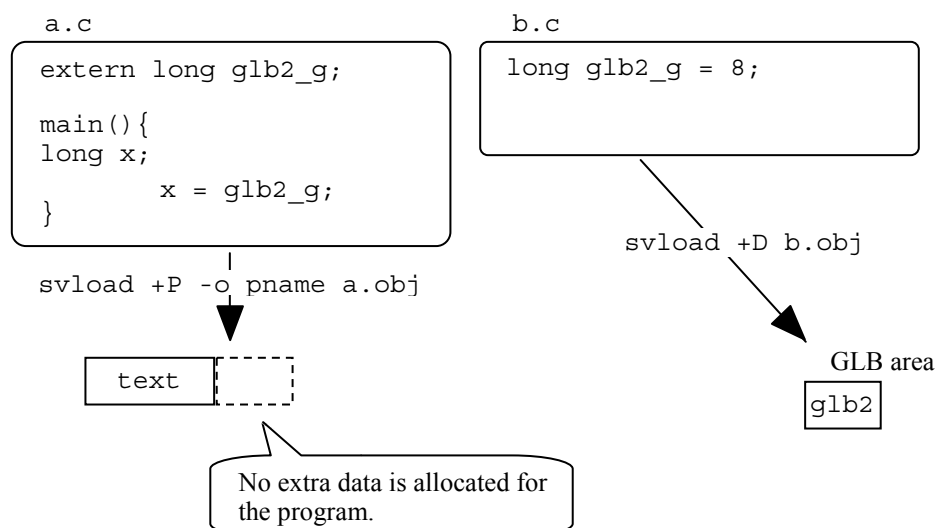 a.c
extern long glb2_g;
main(){
long x;
x = glb2_g;
}
svload +P -o pname a.obj
text
No extra data is allocated for
the program.
b.c
long glb2_g = 8;
svload +D b.obj
GLB area
glb2